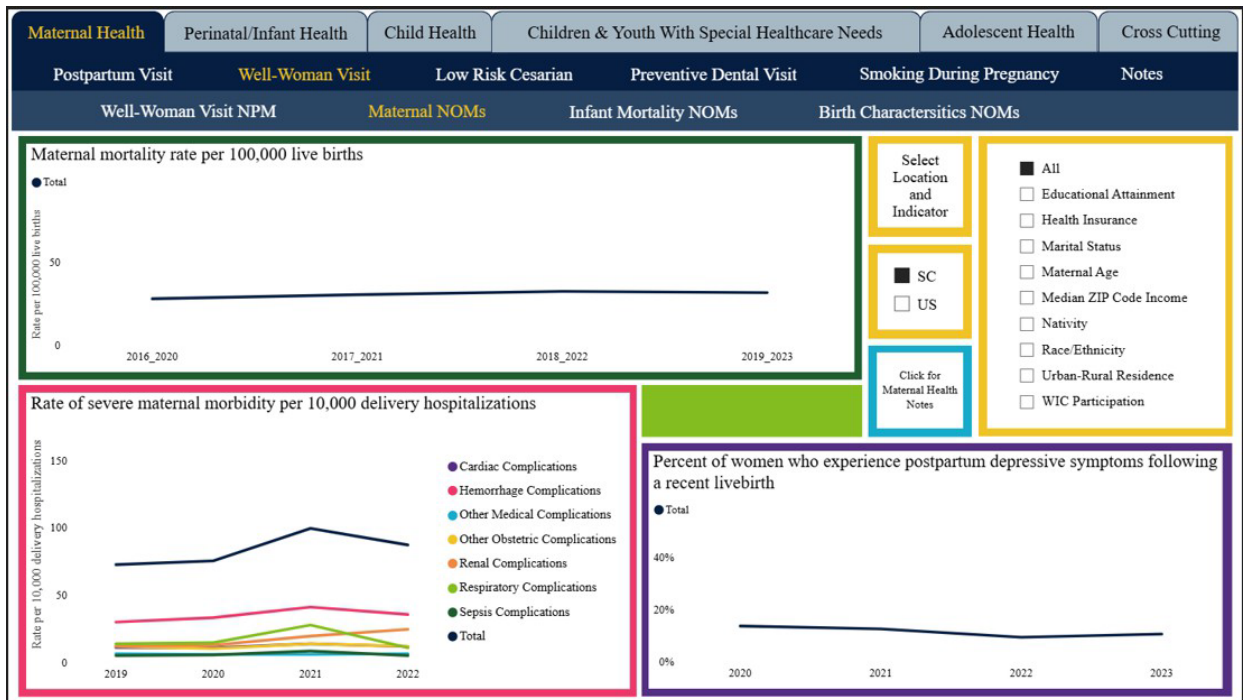 Maternal Health
Perinatal/Infant Health
Child Health
Children & Youth With Special Healthcare Needs
Adolescent Health
Cross Cutting
Postpartum Visit
Well-Woman Visit
Low Risk Cesarian
Preventive Dental Visit
Smoking During Pregnancy
Notes
Well-Woman Visit NPM
Maternal NOMs
Infant Mortality NOMs
Birth Charactersitics NOMs
Maternal mortality rate per 100,000 live births
Total
Rate per 100,000 live births
50
0
2016_2020
2017_2021
2018_2022
2019_2023
Select
Location
and
Indicator
SC
US
Click for
Maternal Health
Notes
All
Educational Attainment
Health Insurance
Marital Status
Maternal Age
Median ZIP Code Income
Nativity
Race/Ethnicity
Urban-Rural Residence
WIC Participation
Rate of severe maternal morbidity per 10,000 delivery hospitalizations
Rate per 10,000 delivery hospitalizations
150
100
50
0
2019
2020
2021
2022
Cardiac Complications
Hemorrhage Complications
Other Medical Complications
Other Obstetric Complications
Renal Complications
Respiratory Complications
Sepsis Complications
Total
Percent of women who experience postpartum depressive symptoms following
a recent livebirth
Total
40%
20%
0%
2020
2021
2022
2023